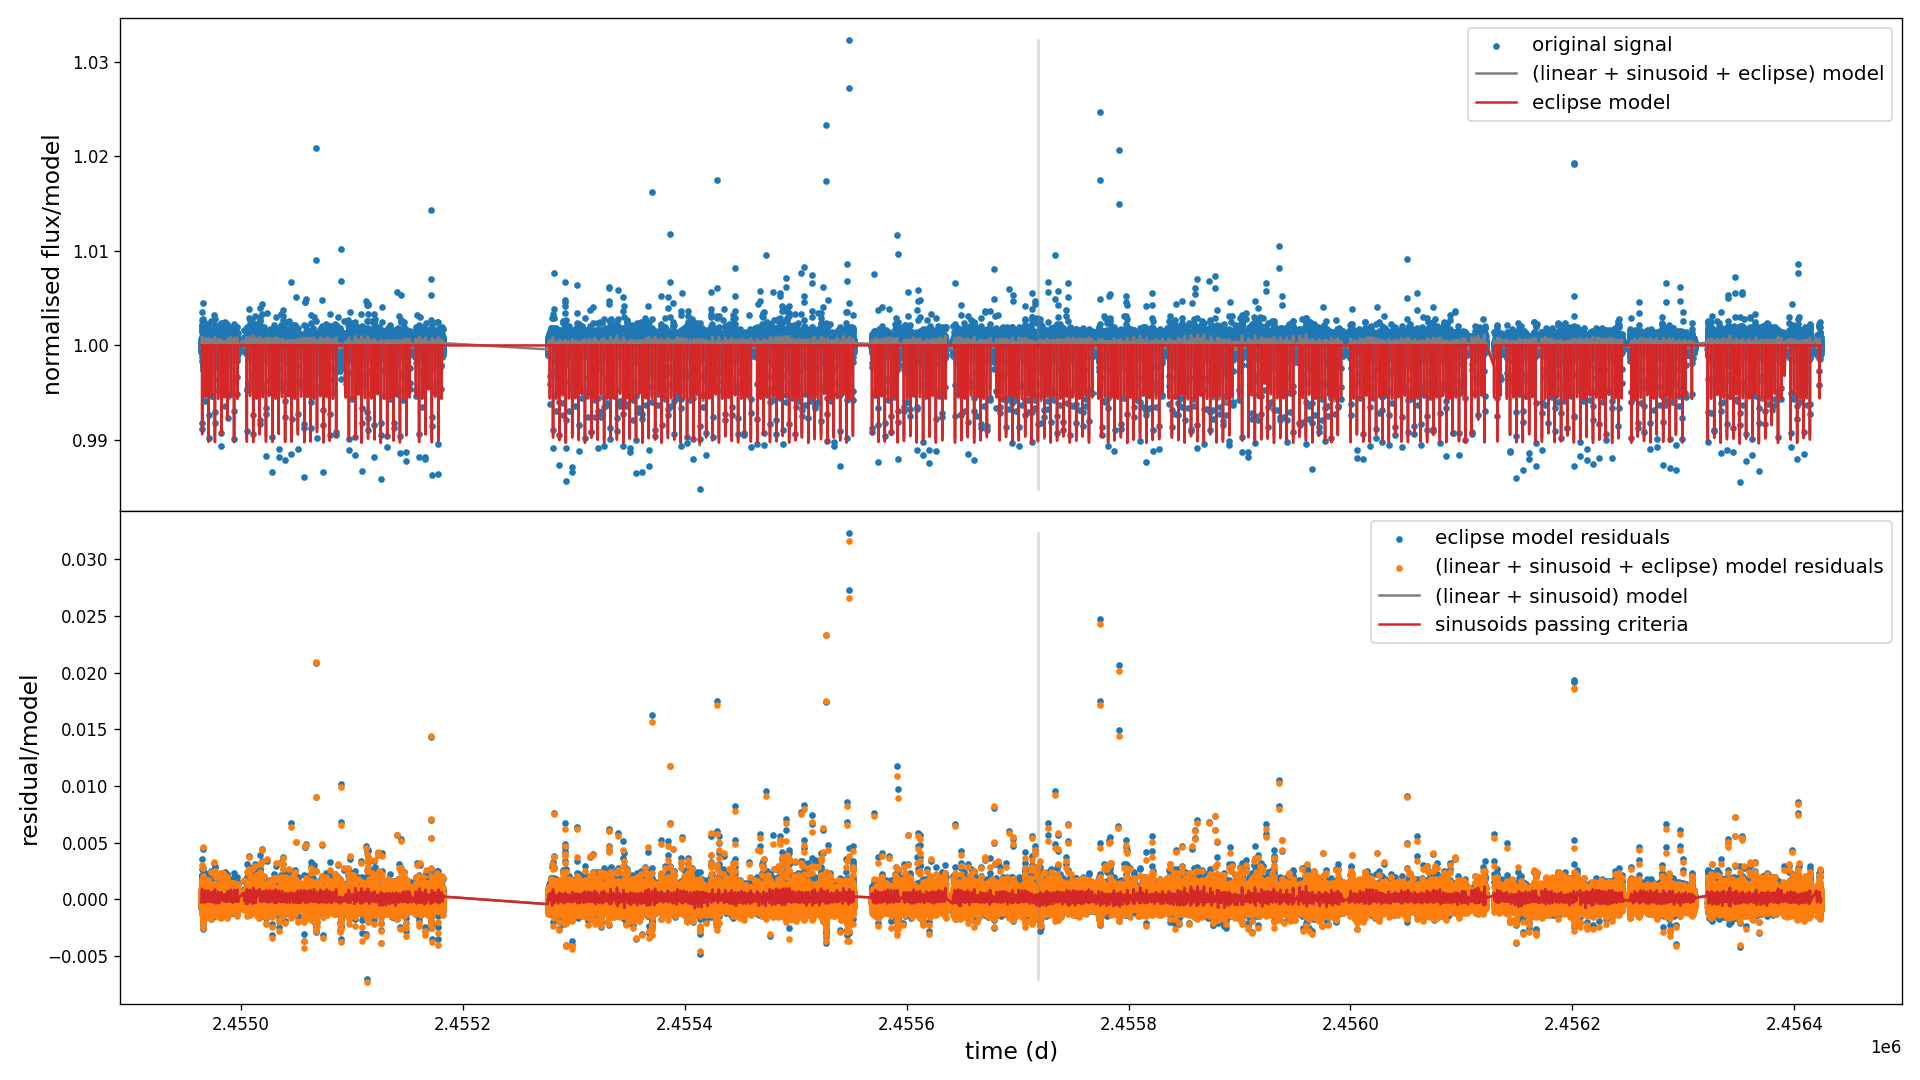 1.03
1.02
1.01
1.00
0.99
normalised flux/model
original signal
(linear + sinusoid + eclipse) model
eclipse model
0.030
0.025
0.020
0.015
0.010
0.005
0.000
−0.005
residual/model
eclipse model residuals
(linear + sinusoid + eclipse) model residuals
(linear + sinusoid) model
sinusoids passing criteria
2.4550
2.4552
2.4554
2.4556
2.4558
2.4560
2.4562
2.4564
1e6
time (d)